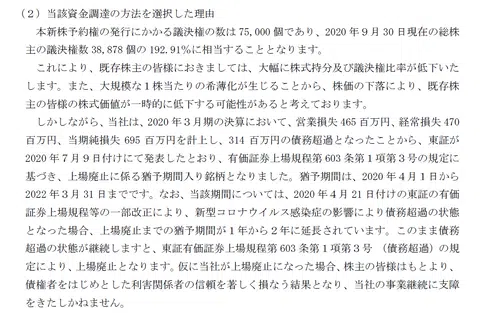 （２）当該資金調達の方法を選択した理由
本新株予約権の発行にかかる議決権の数は 75,000 個であり、2020 年９月 30 日現在の総株
主の議決権数 38,878 個の 192.91％に相当することとなります。
これにより、既存株主の皆様におきましては、大幅に株式持分及び議決権比率が低下いた
します。また、大規模な１株当たりの希薄化が生じることから、株価の下落により、既存株
主の皆様の株式価値が一時的に低下する可能性があると考えております。
しかしながら、当社は、2020 年３月期の決算において、営業損失 465 百万円、経常損失 470
百万円、当期純損失 695 百万円を計上し、314 百万円の債務超過となったことから、東証が
2020 年７月９日付けにて発表したとおり、有価証券上場規程第 603 条第１項第３号の規定に
基づき、上場廃止に係る猶予期間入り銘柄となりました。猶予期間は、2020 年４月１日から
2022 年３月 31 日までです。なお、当該期間については、2020 年４月 21 日付けの東証の有価
証券上場規程等の一部改正により、新型コロナウイルス感染症の影響により債務超過の状態
となった場合、上場廃止までの猶予期間が１年から２年に延長されています。このまま債務
超過の状態が継続しますと、東証有価証券上場規程第 603 条第１項第３号 （債務超過）の規
定により、上場廃止となります。仮に当社が上場廃止になった場合、株主の皆様はもとより、
債権者をはじめとした利害関係者の信頼を著しく損なう結果となり、当社の事業継続に支障
をきたしかねません。